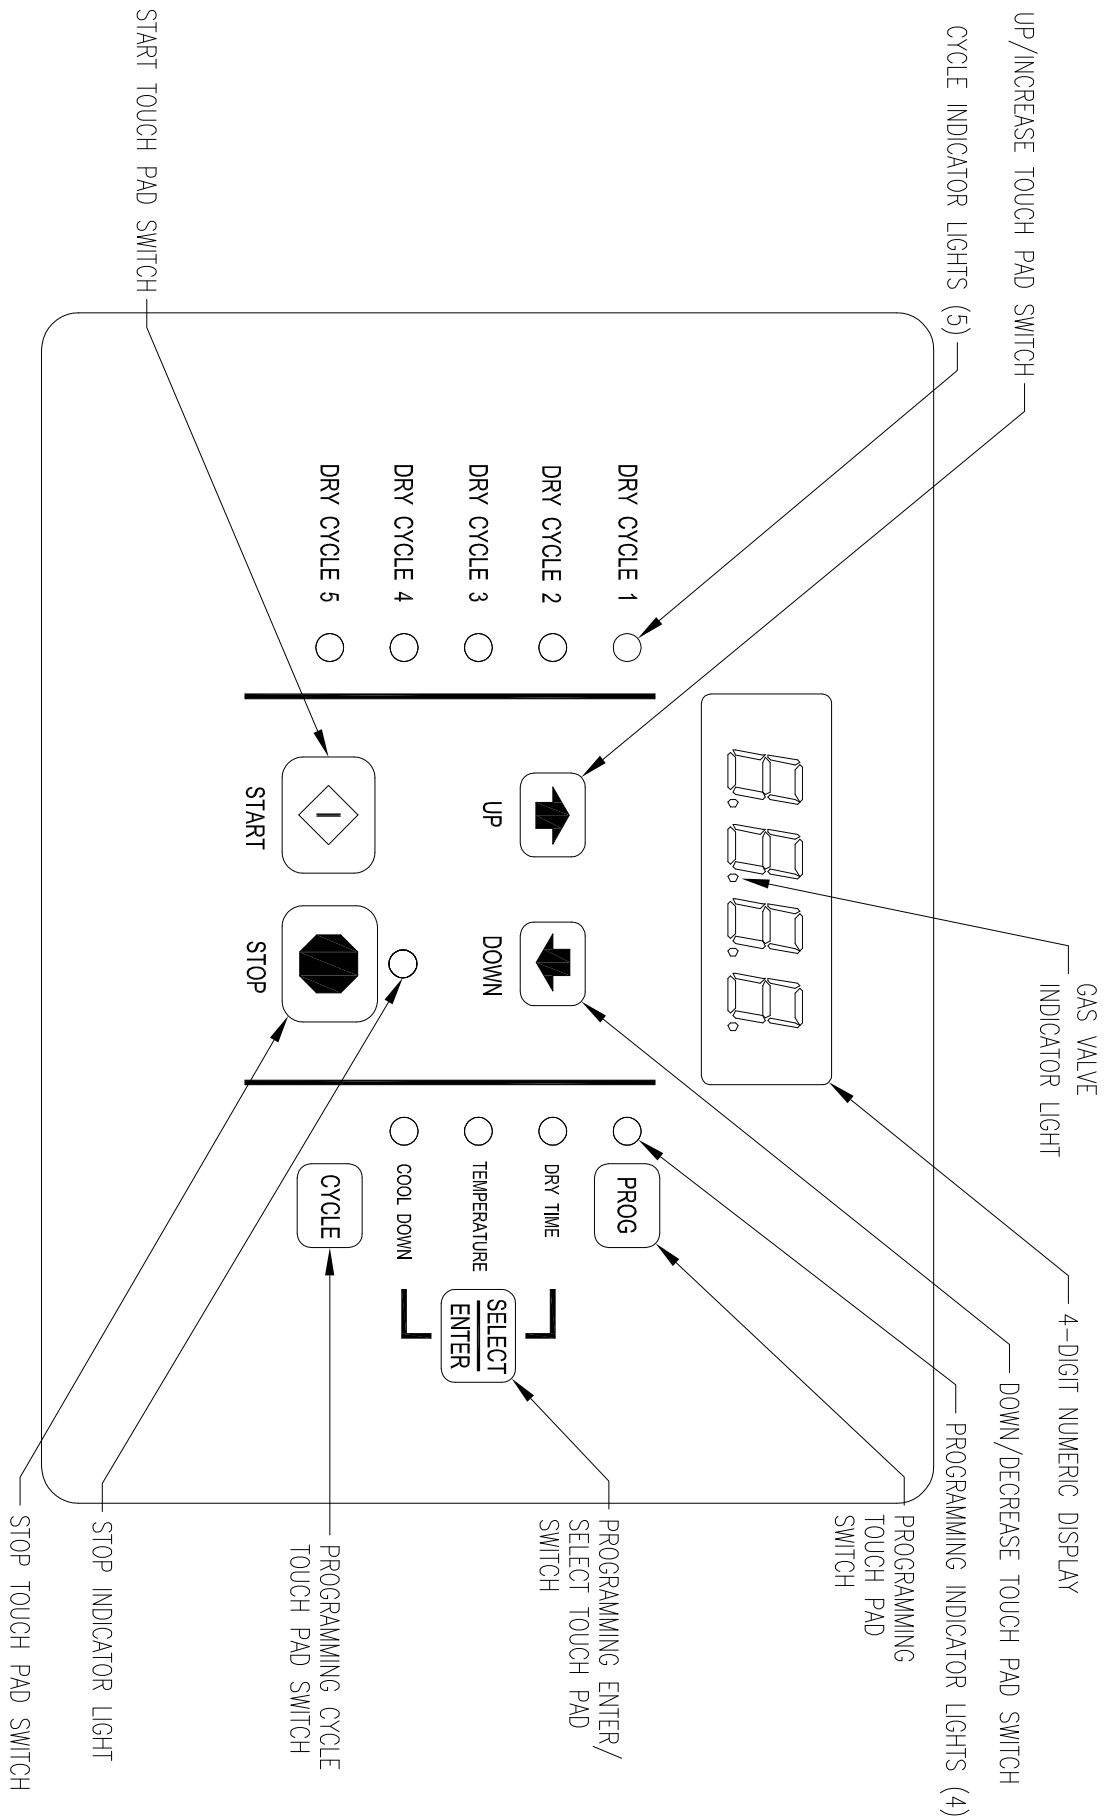 UP/INCREASE TOUCH PAD SWITCH
CYCLE INDICATOR LIGHTS (5)
START TOUCH PAD SWITCH
GAS VALVE
INDICATOR LIGHT
4-DIGIT NUMERIC DISPLAY
DOWN/DECREASE TOUCH PAD SWITCH
PROGRAMMING INDICATOR LIGHTS (4)
PROGRAMMING
TOUCH PAD
SWITCH
PROGRAMMING ENTER/
SELECT TOUCH PAD
SWITCH
PROGRAMMING CYCLE
TOUCH PAD SWITCH
STOP INDICATOR LIGHT
STOP TOUCH PAD SWITCH
8.8.8.8.
DRY CYCLE 1
DRY CYCLE 2
DRY CYCLE 3
DRY CYCLE 4
DRY CYCLE 5
UP
DOWN
START
STOP
PROG
DRY TIME
TEMPERATURE
COOL DOWN
SELECT
ENTER
CYCLE